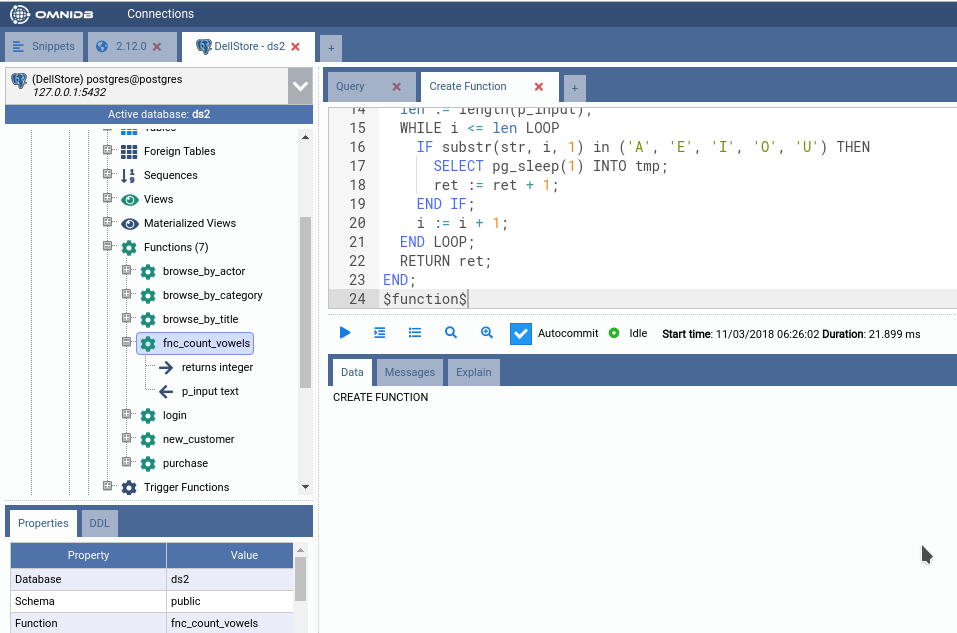 OMNIDB Connections
Snippets 2.12.0 DellStore - ds2 +
(DellStore) postgres@postgres
127.0.0.1:5432
Active database: ds2
Tables
Foreign Tables
Sequences
Views
Materialized Views
Functions (7)
browse_by_actor
browse_by_category
browse_by_title
fnc_count_vowels
returns integer
p_input text
login
new_customer
purchase
Trigger Functions
Properties DDL
Property Value
Database ds2
Schema public
Function fnc_count_vowels
Query Create Function +
14 len := length(p_input);
15 WHILE i <= len LOOP
16 IF substr(str, i, 1) in ('A', 'E', 'I', 'O', 'U') THEN
17 SELECT pg_sleep(1) INTO tmp;
18 ret := ret + 1;
19 END IF;
20 i := i + 1;
21 END LOOP;
22 RETURN ret;
23 END;
24 $function$
Autocommit Idle Start time: 11/03/2018 06:26:02 Duration: 21.899 ms
Data Messages Explain
CREATE FUNCTION